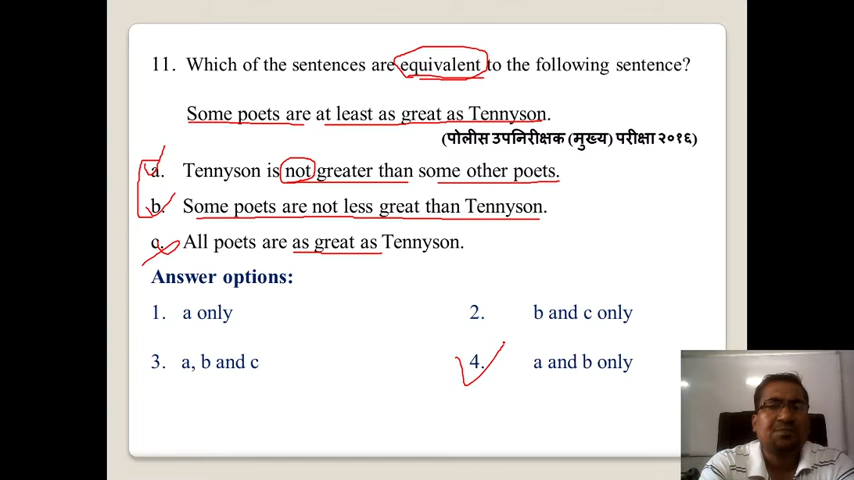 11. Which of the sentences are equivalent to the following sentence?
Some poets are at least as great as Tennyson.
(पोलीस उपनिरीक्षक (मुख्य) परीक्षा २०१६)
a. Tennyson is not greater than some other poets.
b. Some poets are not less great than Tennyson.
c. All poets are as great as Tennyson.
Answer options:
1. a only
2. b and c only
3. a, b and c
4. a and b only